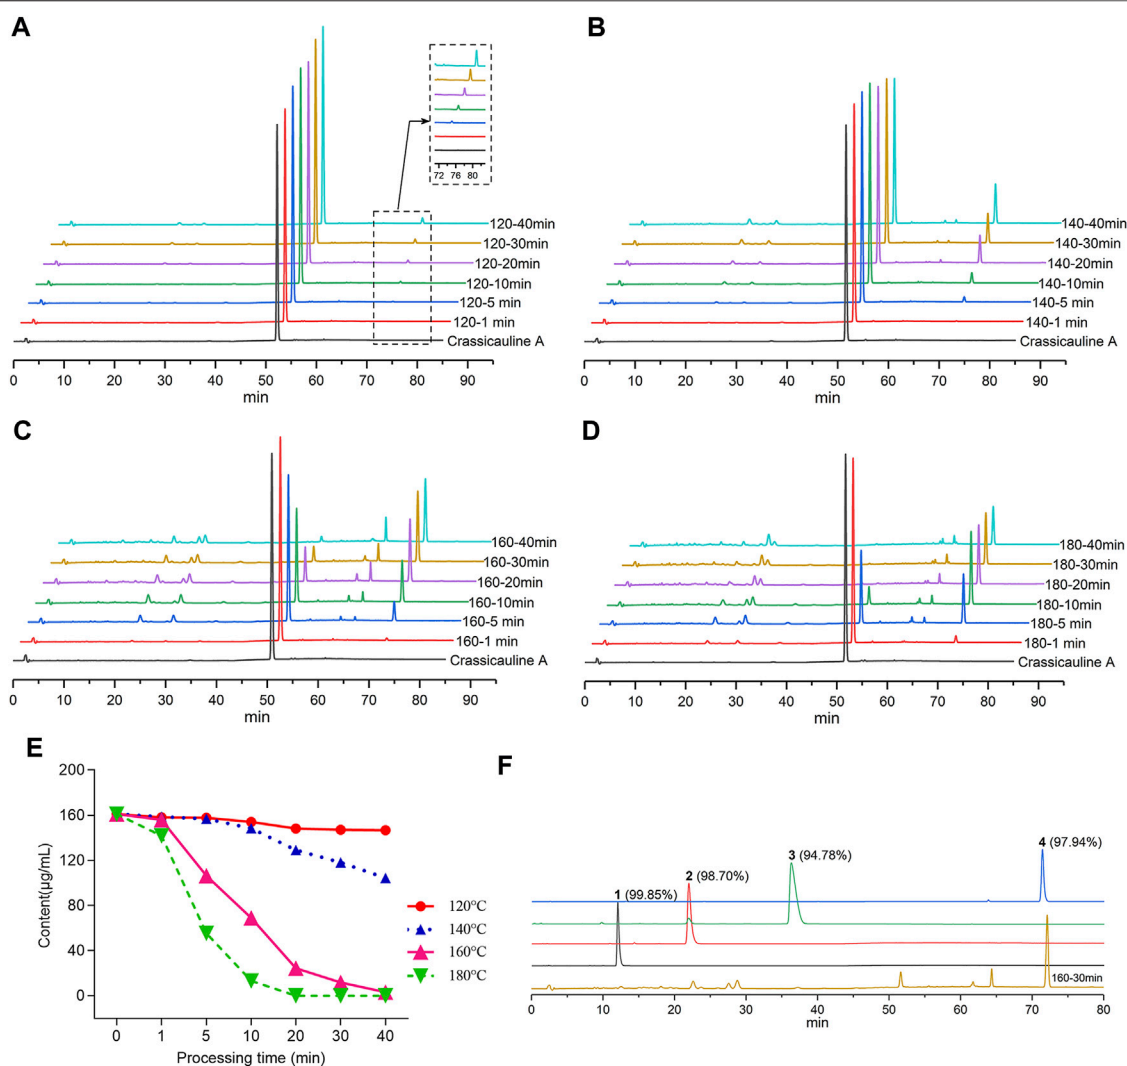 A
72 76 80
120-40min
120-30min
120-20min
120-10min
120-5 min
120-1 min
Crassicauline A
0 10 20 30 40 50 60 70 80 90
min
B
140-40min
140-30min
140-20min
140-10min
140-5 min
140-1 min
Crassicauline A
0 10 20 30 40 50 60 70 80 90
min
C
160-40min
160-30min
160-20min
160-10min
160-5 min
160-1 min
Crassicauline A
0 10 20 30 40 50 60 70 80 90
min
D
180-40min
180-30min
180-20min
180-10min
180-5 min
180-1 min
Crassicauline A
0 10 20 30 40 50 60 70 80 90
min
E
Content(µg/mL)
200
160
120
80
40
0
0 1 5 10 20 30 40
Processing time (min)
120°C
140°C
160°C
180°C
F
1 (99.85%)
2 (98.70%)
3 (94.78%)
4 (97.94%)
160-30min
0 10 20 30 40 50 60 70 80
min